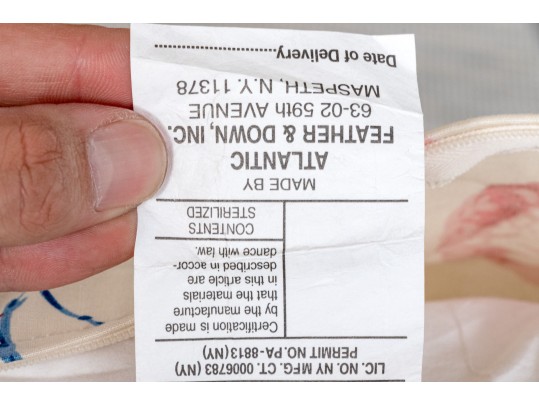 LIC. NO. NY MFG. CT. 0006783 (NY)
PERMIT NO.PA-8813 (NY)
Certification is made
by the manufacturer
that the materials
in this article are
described in accor-
dance with law.
CONTENTS
STERILIZED
MADE BY
ATLANTIC
FEATHER & DOWN, INC.
63-02 59th AVENUE
MASPETH, N.Y. 11378
Date of Delivery